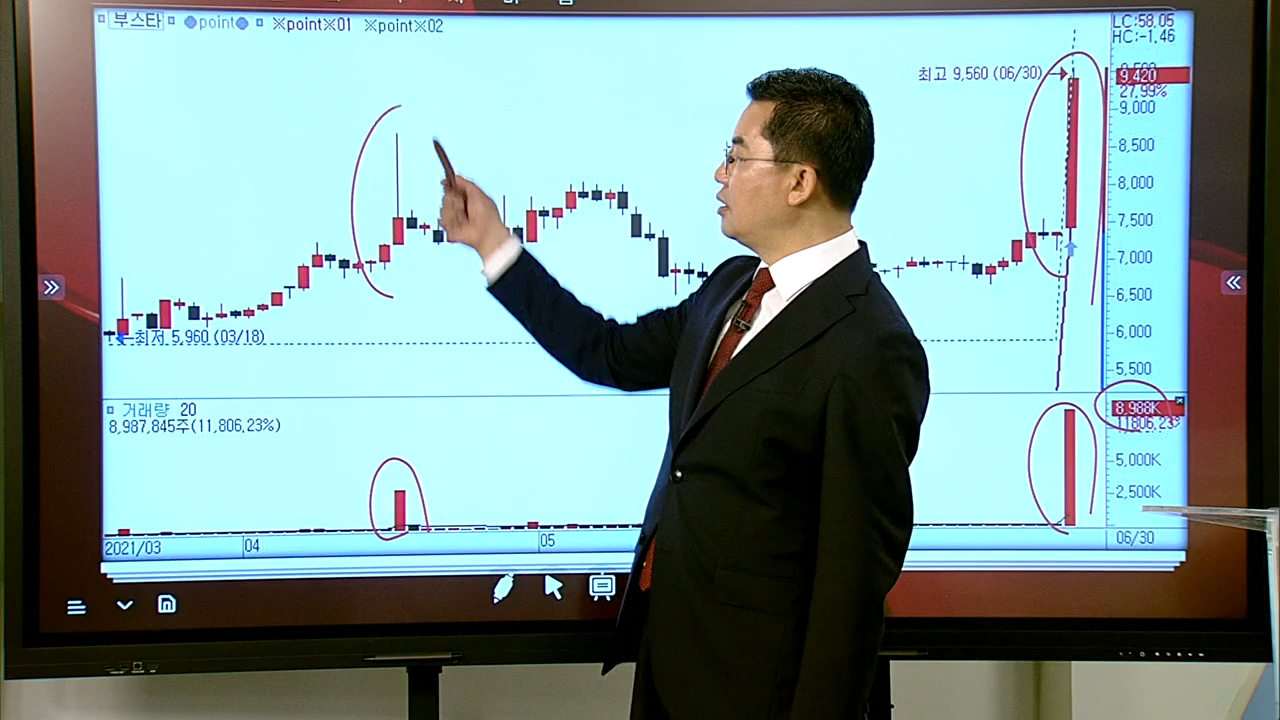 부스타 point ※point※01 ※point※02
LC:58.05
HC:-1.46
최고 9,560 (06/30)
9,420
27.99%
9,000
8,500
8,000
7,500
7,000
6,500
6,000
5,500
최저 5,960 (03/18)
거래량 20
8,987,845주(11,806.23%)
8,988K
11806.23%
5,000K
2,500K
2021/03 04 05 06/30